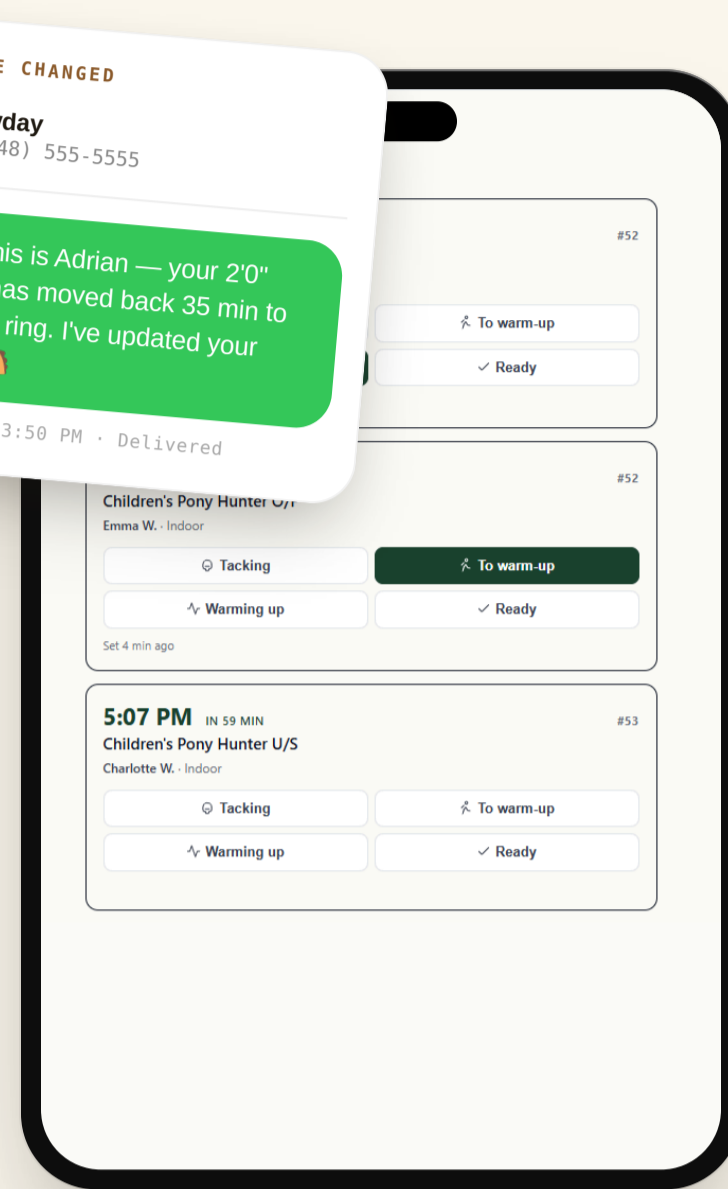 CHANGED
48) 555-5555
is Adrian — your 2'0"
moved back 35 min to
ring. I've updated your
3:50 PM · Delivered
#52
To warm-up
Ready
#52
Children's Pony Hunter
Emma W. · Indoor
Tacking
To warm-up
Warming up
Ready
Set 4 min ago
5:07 PM IN 59 MIN
#53
Children's Pony Hunter U/S
Charlotte W. · Indoor
Tacking
To warm-up
Warming up
Ready